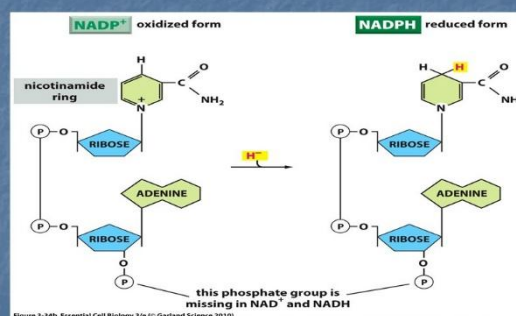 NADP+ oxidized form
NADPH reduced form
nicotinamide
ring
H
O
C
NH2
N
+
H
H
O
C
NH
N
P
O
RIBOSE
P
O
RIBOSE
H–
ADENINE
ADENINE
P
O
RIBOSE
P
O
RIBOSE
O
O
P
P
this phosphate group is
missing in NAD+ and NADH
Figure 3-34b Essential Cell Biology 3/e (© Garland Science 2010)